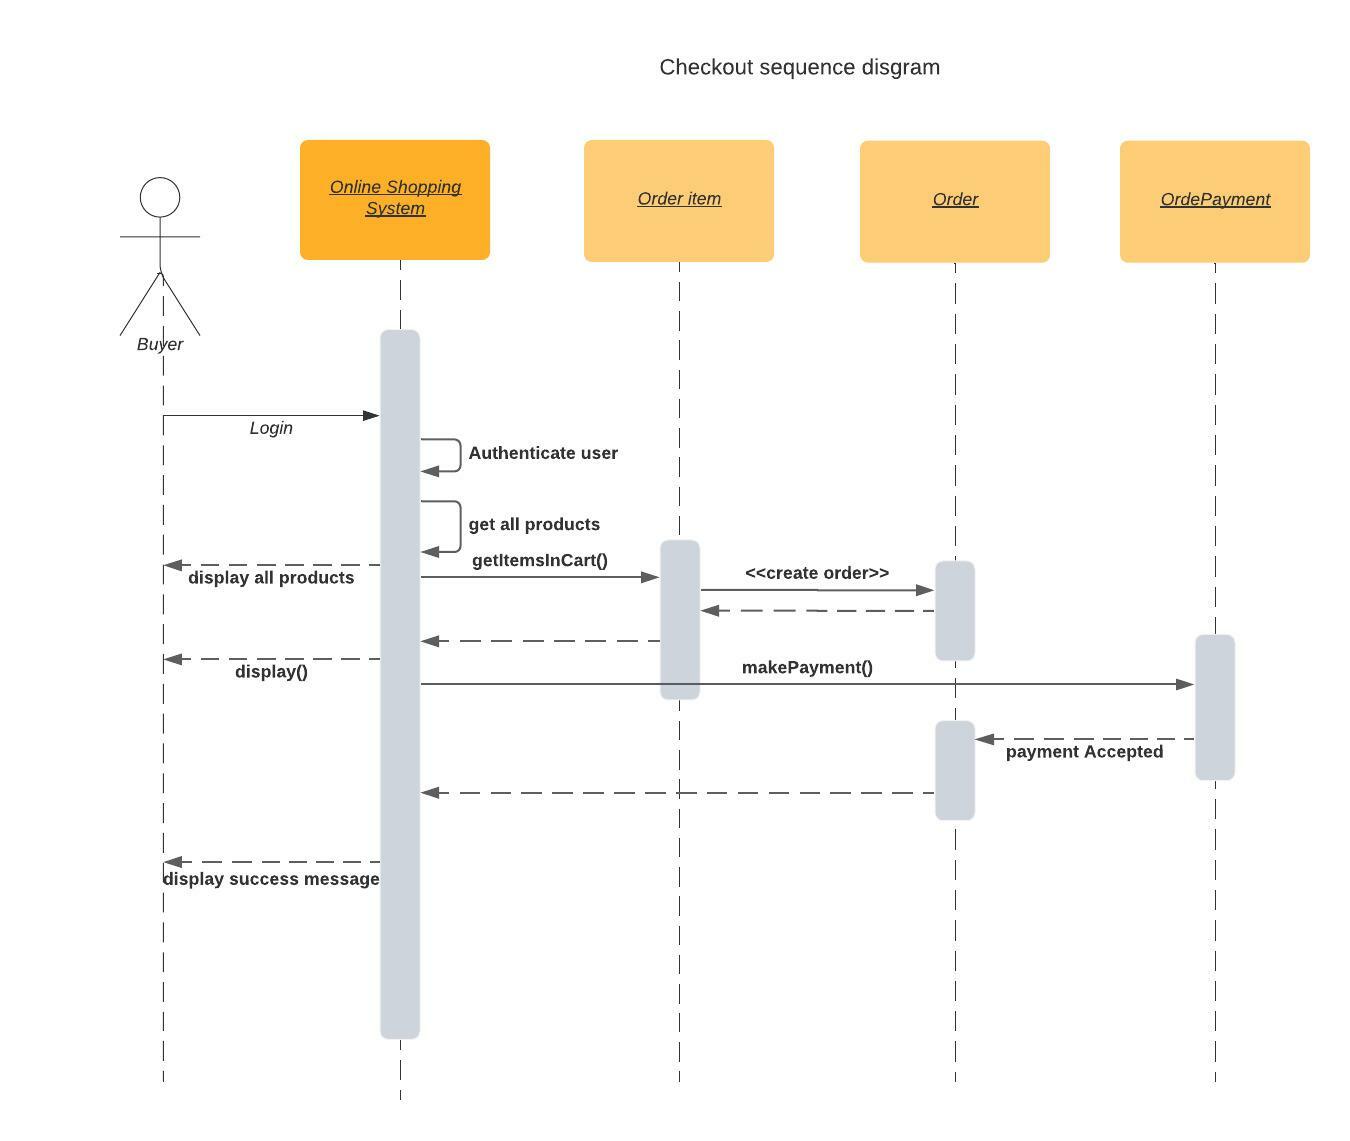 Checkout sequence disgram
Online Shopping
System
Order item
Order
OrdePayment
Buyer
Login
Authenticate user
get all products
getItemsInCart()
<<create order>>
display all products
makePayment()
display()
payment Accepted
display success message